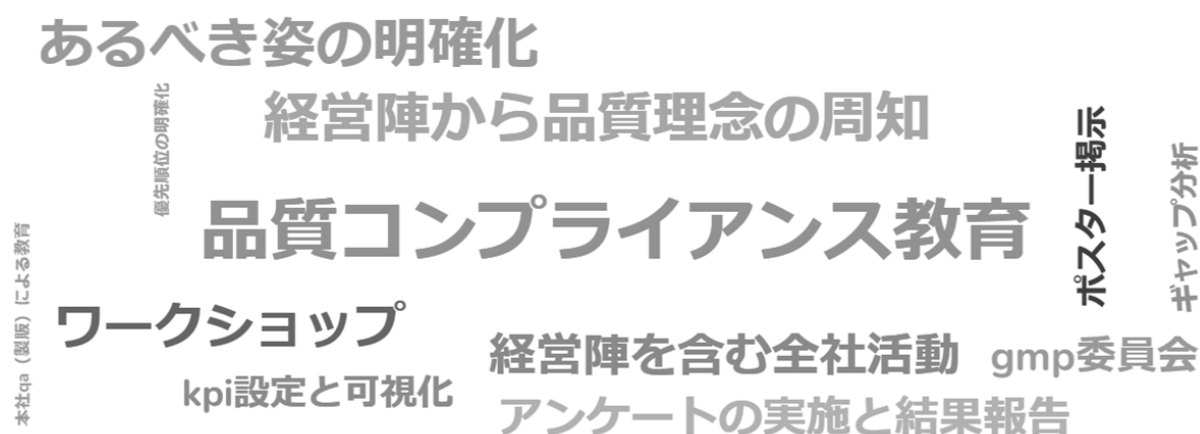 あるべき姿の明確化
優先順位の明確化
経営陣から品質理念の周知
ポスター掲示
ギャップ分析
品質コンプライアンス教育
本社qa（製販）による教育
ワークショップ
経営陣を含む全社活動
gmp委員会
kpi設定と可視化
アンケートの実施と結果報告